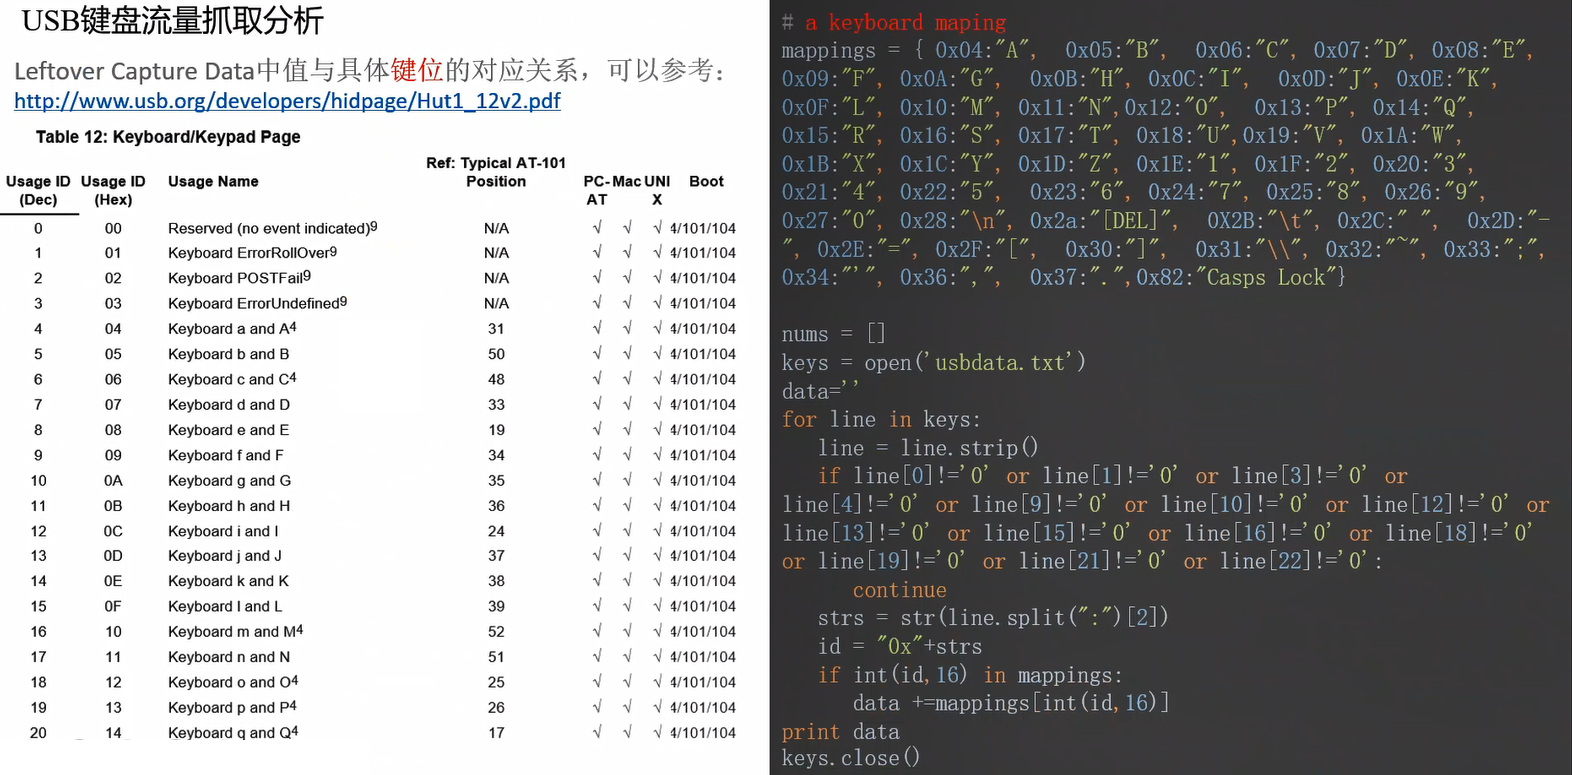 USB键盘流量抓取分析
Leftover Capture Data中值与具体键位的对应关系，可以参考：
http://www.usb.org/developers/hidpage/Hut1_12v2.pdf
Table 12: Keyboard/Keypad Page
Usage ID (Dec) Usage ID (Hex) Usage Name Ref: Typical AT-101 Position PC-AT Mac UNIX Boot
0 00 Reserved (no event indicated)9 N/A √ √ √ 4/101/104
1 01 Keyboard ErrorRollOver9 N/A √ √ √ 4/101/104
2 02 Keyboard POSTFail9 N/A √ √ √ 4/101/104
3 03 Keyboard ErrorUndefined9 N/A √ √ √ 4/101/104
4 04 Keyboard a and A4 31 √ √ √ 4/101/104
5 05 Keyboard b and B 50 √ √ √ 4/101/104
6 06 Keyboard c and C4 48 √ √ √ 4/101/104
7 07 Keyboard d and D 33 √ √ √ 4/101/104
8 08 Keyboard e and E 19 √ √ √ 4/101/104
9 09 Keyboard f and F 34 √ √ √ 4/101/104
10 0A Keyboard g and G 35 √ √ √ 4/101/104
11 0B Keyboard h and H 36 √ √ √ 4/101/104
12 0C Keyboard i and I 24 √ √ √ 4/101/104
13 0D Keyboard j and J 37 √ √ √ 4/101/104
14 0E Keyboard k and K 38 √ √ √ 4/101/104
15 0F Keyboard l and L 39 √ √ √ 4/101/104
16 10 Keyboard m and M4 52 √ √ √ 4/101/104
17 11 Keyboard n and N 51 √ √ √ 4/101/104
18 12 Keyboard o and O4 25 √ √ √ 4/101/104
19 13 Keyboard p and P4 26 √ √ √ 4/101/104
20 14 Keyboard q and Q4 17 √ √ √ 4/101/104
# a keyboard maping
mappings = { 0x04:"A", 0x05:"B", 0x06:"C", 0x07:"D", 0x08:"E",
0x09:"F", 0x0A:"G", 0x0B:"H", 0x0C:"I", 0x0D:"J", 0x0E:"K",
0x0F:"L", 0x10:"M", 0x11:"N",0x12:"O", 0x13:"P", 0x14:"Q",
0x15:"R", 0x16:"S", 0x17:"T", 0x18:"U",0x19:"V", 0x1A:"W",
0x1B:"X", 0x1C:"Y", 0x1D:"Z", 0x1E:"1", 0x1F:"2", 0x20:"3",
0x21:"4", 0x22:"5", 0x23:"6", 0x24:"7", 0x25:"8", 0x26:"9",
0x27:"0", 0x28:"\n", 0x2a:"[DEL]", 0X2B:"\t", 0x2C:" ", 0x2D:"-
", 0x2E:"=", 0x2F:"[", 0x30:"]", 0x31:"\\", 0x32:"~", 0x33:";",
0x34:"'", 0x36:",", 0x37:".",0x82:"Casps Lock"}
nums = []
keys = open('usbdata.txt')
data=''
for line in keys:
line = line.strip()
if line[0]!='0' or line[1]!='0' or line[3]!='0' or
line[4]!='0' or line[9]!='0' or line[10]!='0' or line[12]!='0' or
line[13]!='0' or line[15]!='0' or line[16]!='0' or line[18]!='0'
or line[19]!='0' or line[21]!='0' or line[22]!='0':
continue
strs = str(line.split(":")[2])
id = "0x"+strs
if int(id,16) in mappings:
data +=mappings[int(id,16)]
print data
keys.close()